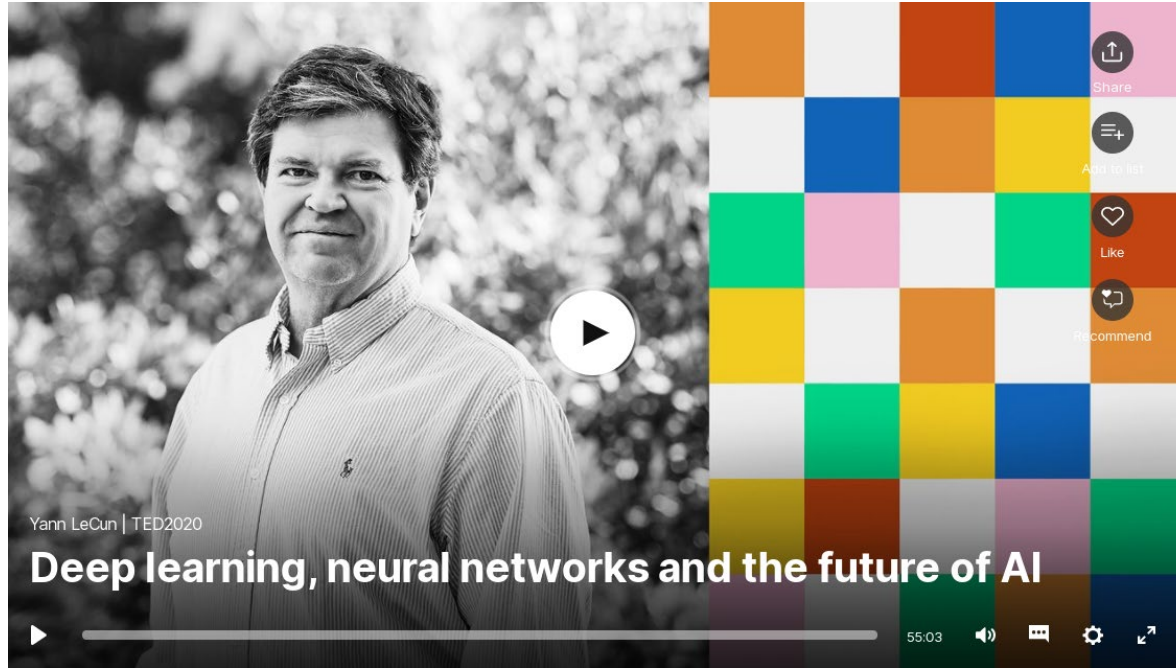 Share
Add to list
Like
Recommend
Yann LeCun | TED2020
Deep learning, neural networks and the future of AI
55:03